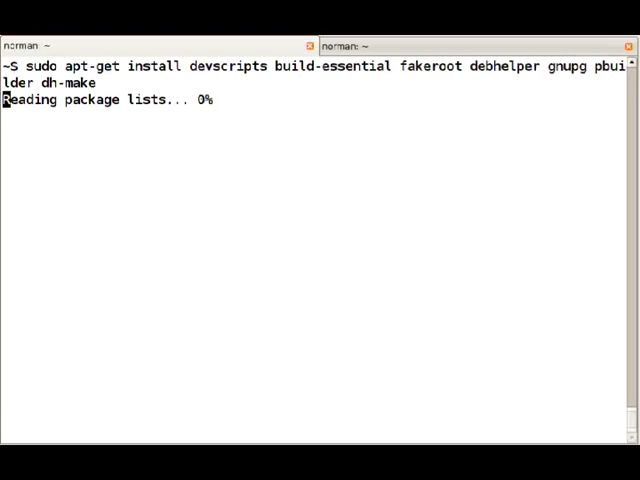 norman: ~
norman: ~
~$ sudo apt-get install devscripts build-essential fakeroot debhelper gnupg pbui
lder dh-make
Reading package lists... 0%